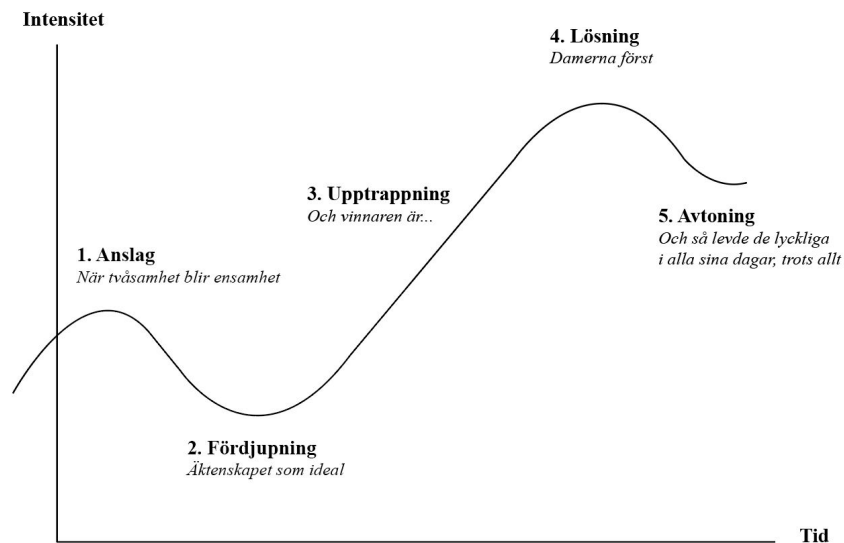 Intensitet
4. Lösning
Damerna först
3. Upptrappning
Och vinnaren är...
5. Avtoning
Och så levde de lyckliga
i alla sina dagar, trots allt
1. Anslag
När tvåsamhet blir ensamhet
2. Fördjupning
Äktenskapet som ideal
Tid